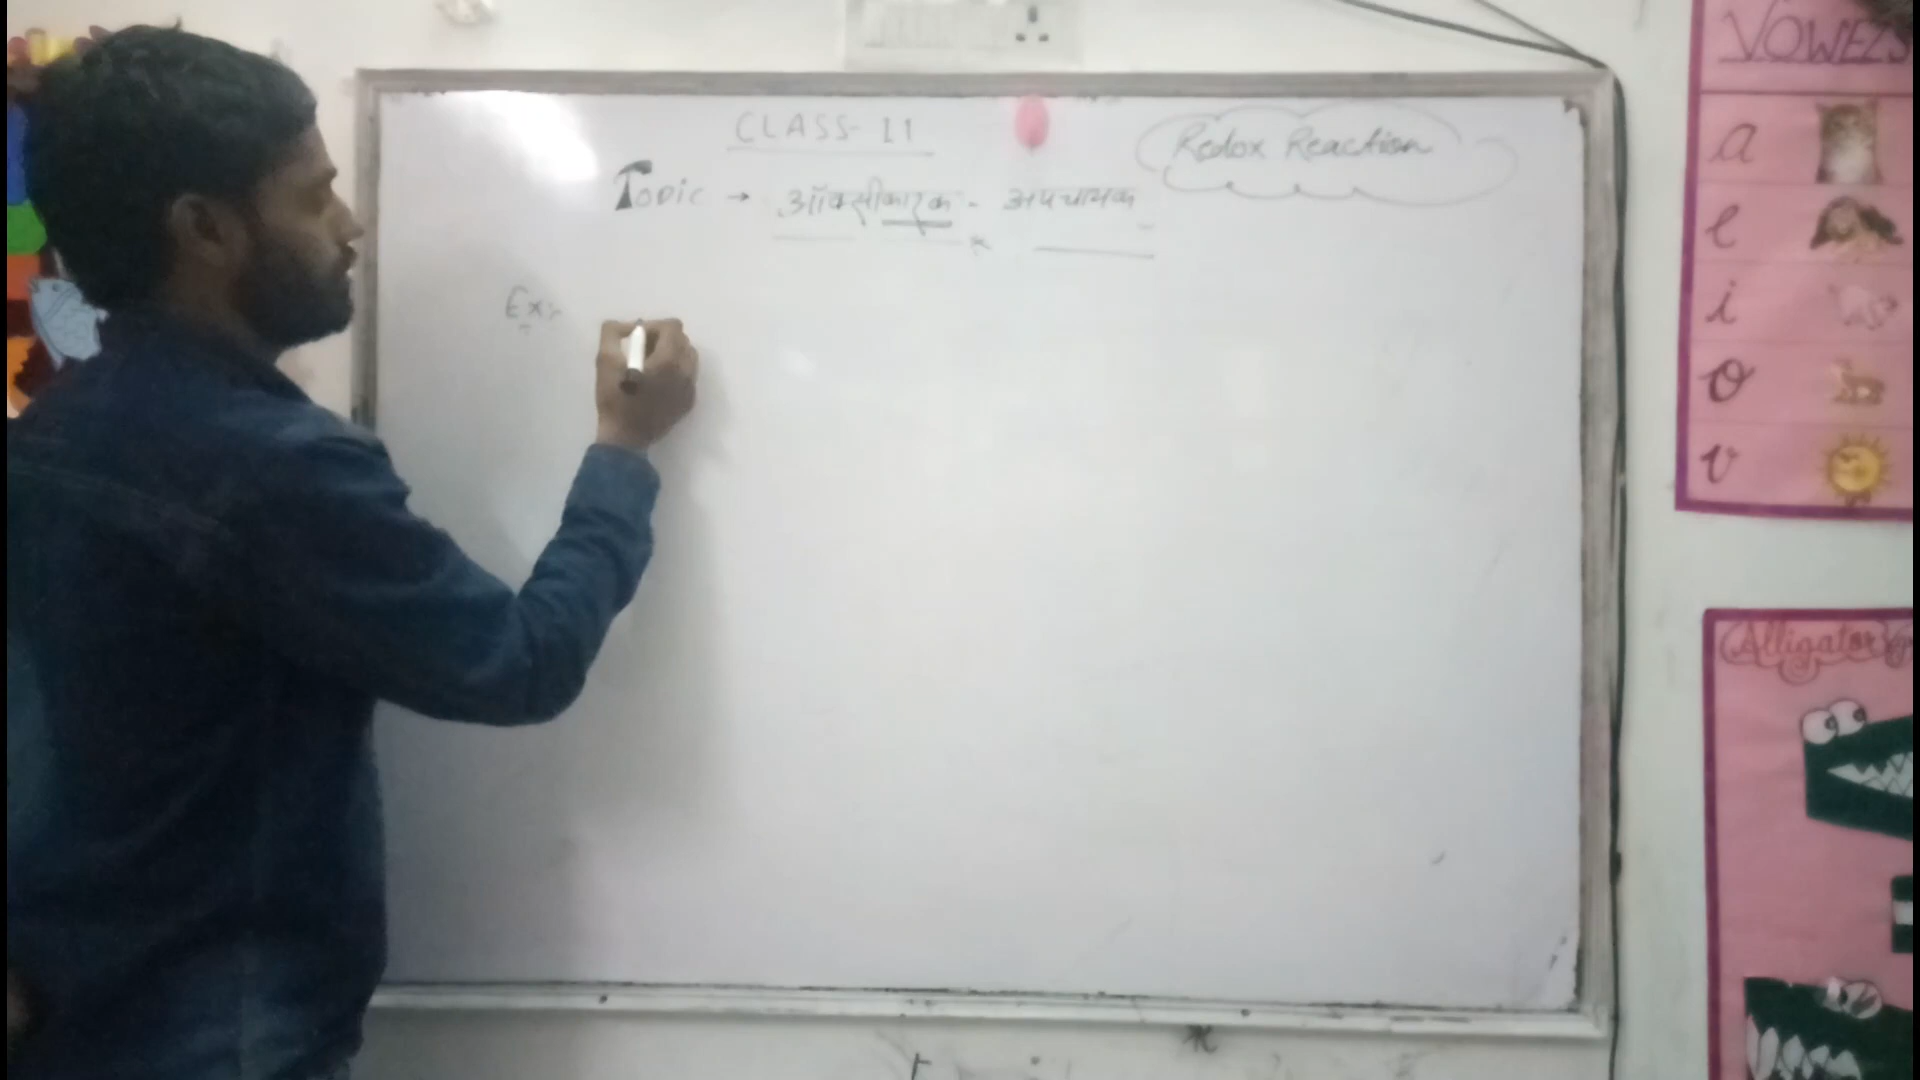 CLASS-11
Redox Reaction
Topic → ऑक्सीकारक - अपचायक
Ex:-
VOWELS
a
e
i
o
v
Alligator